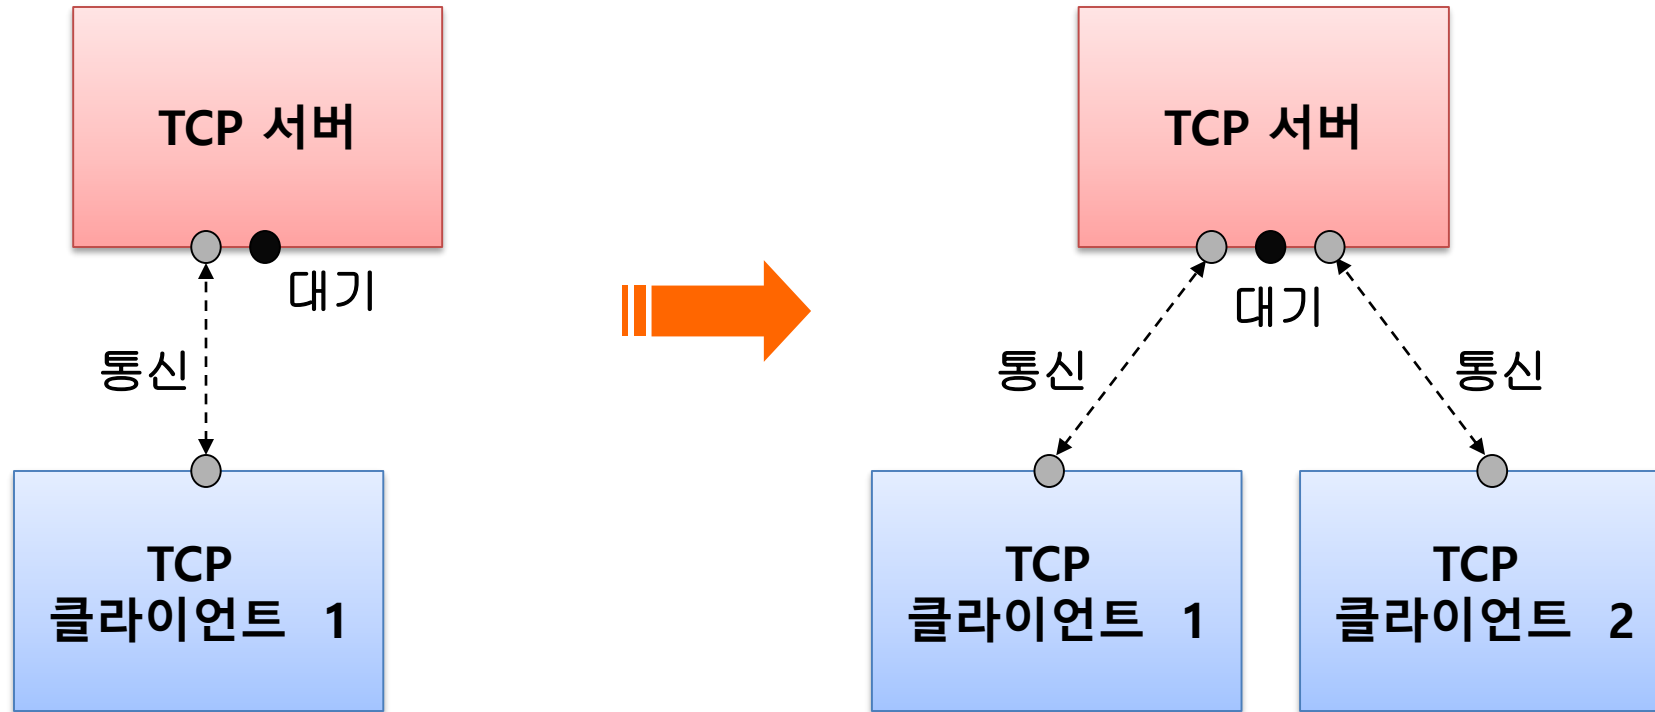 TCP 서버
대기
통신
TCP
클라이언트 1
TCP 서버
대기
통신
통신
TCP
클라이언트 1
TCP
클라이언트 2